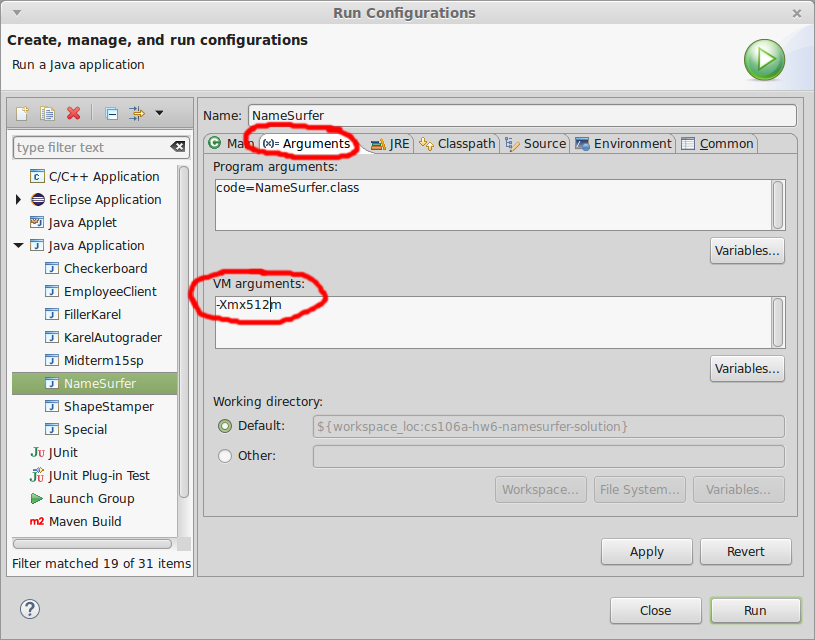 Run Configurations
Create, manage, and run configurations
Run a Java application
type filter text
C/C++ Application
Eclipse Application
Java Applet
Java Application
Checkerboard
EmployeeClient
FillerKarel
KarelAutograder
Midterm15sp
NameSurfer
ShapeStamper
Special
JUnit
JUnit Plug-in Test
Launch Group
Maven Build
Filter matched 19 of 31 items
Name: NameSurfer
Main (x)= Arguments JRE Classpath Source Environment Common
Program arguments:
code=NameSurfer.class
Variables...
VM arguments:
-Xmx512m
Variables...
Working directory:
Default: ${workspace_loc:cs106a-hw6-namesurfer-solution}
Other:
Workspace... File System... Variables...
Apply Revert
Close Run